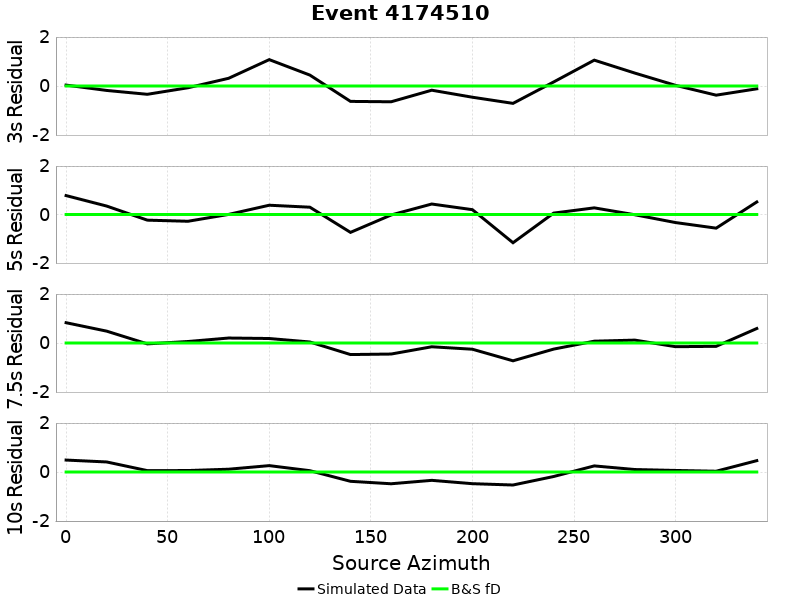 Event 4174510
3s Residual
2
0
-2
5s Residual
2
0
-2
7.5s Residual
2
0
-2
10s Residual
2
0
-2
0 50 100 150 200 250 300
Source Azimuth
Simulated Data B&S fD